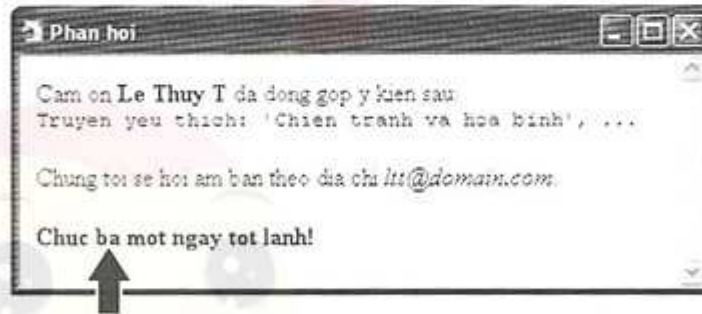 Phan hoi
Cam on Le Thuy T da dong gop y kien sau
Truyen yeu thich: 'Chien tranh va hoa binh', ...
Chung toi se hoi am ban theo dia chi ltt@domain.com.
Chuc ba mot ngay tot lanh!